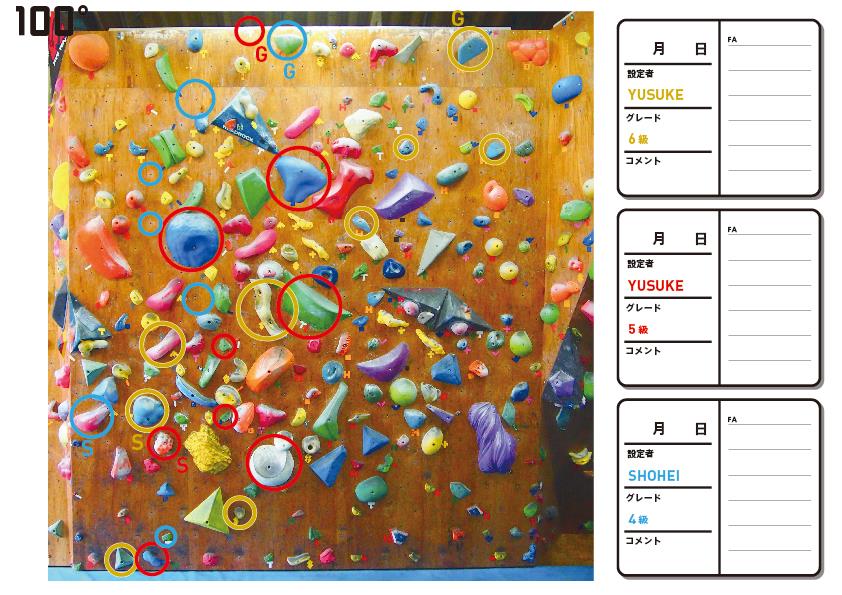 100°
G
G
G
S
S
S
月 日
設定者
YUSUKE
グレード
6級
コメント
FA
月 日
設定者
YUSUKE
グレード
5級
コメント
FA
月 日
設定者
SHOHEI
グレード
4級
コメント
FA